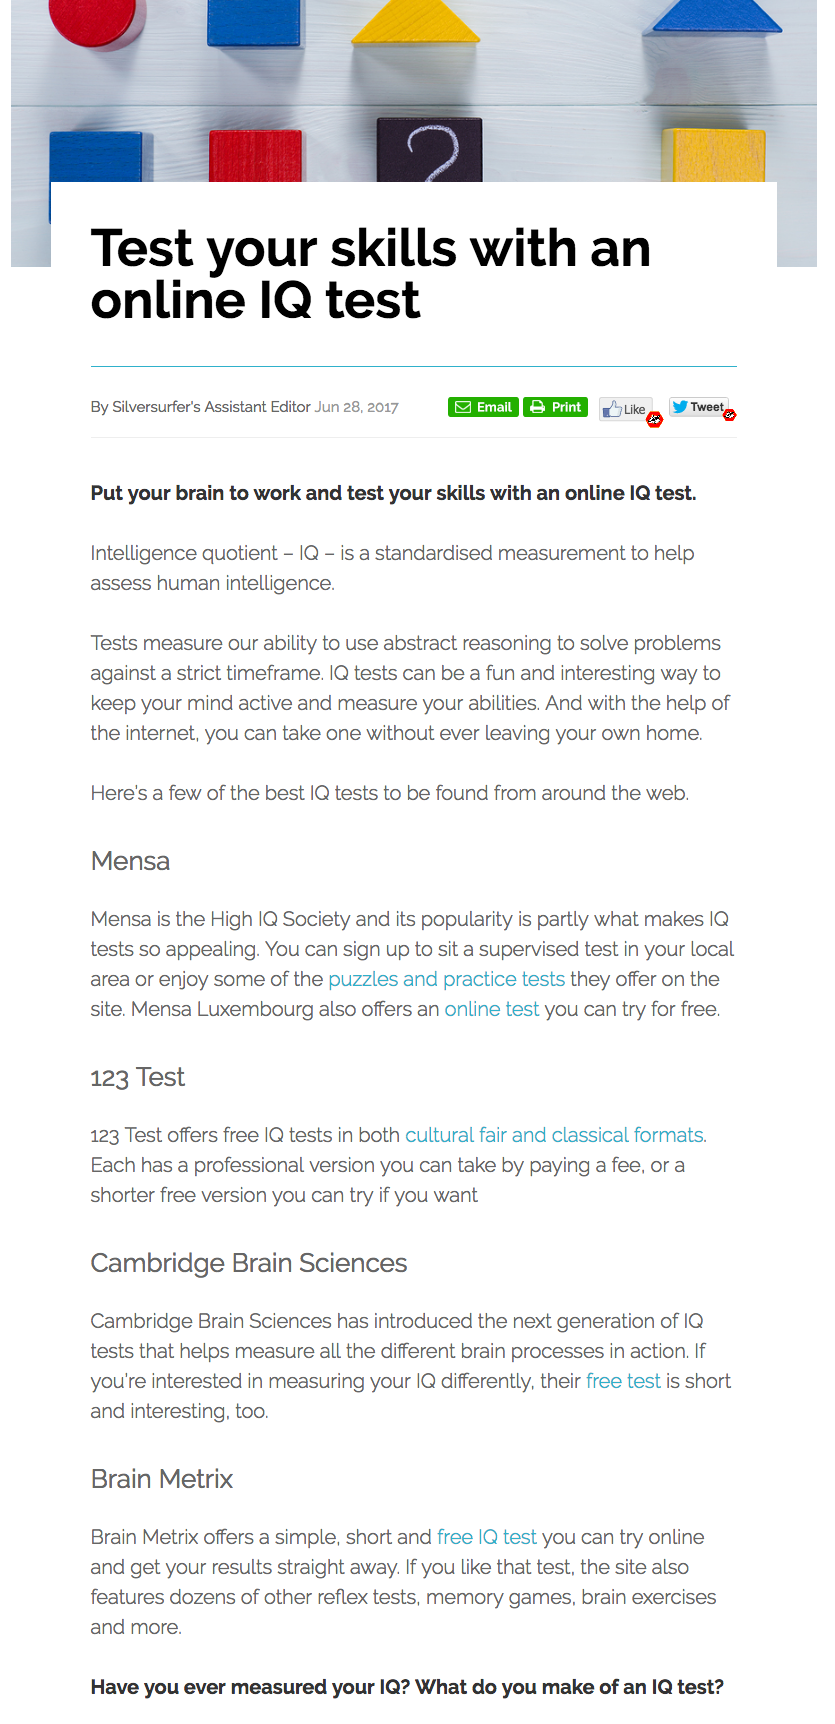 ?
Test your skills with an
online IQ test
By Silversurfer's Assistant Editor Jun 28, 2017
Email
Print
Like
Tweet
Put your brain to work and test your skills with an online IQ test.
Intelligence quotient – IQ – is a standardised measurement to help
assess human intelligence.
Tests measure our ability to use abstract reasoning to solve problems
against a strict timeframe. IQ tests can be a fun and interesting way to
keep your mind active and measure your abilities. And with the help of
the internet, you can take one without ever leaving your own home.
Here's a few of the best IQ tests to be found from around the web.
Mensa
Mensa is the High IQ Society and its popularity is partly what makes IQ
tests so appealing. You can sign up to sit a supervised test in your local
area or enjoy some of the puzzles and practice tests they offer on the
site. Mensa Luxembourg also offers an online test you can try for free.
123 Test
123 Test offers free IQ tests in both cultural fair and classical formats.
Each has a professional version you can take by paying a fee, or a
shorter free version you can try if you want
Cambridge Brain Sciences
Cambridge Brain Sciences has introduced the next generation of IQ
tests that helps measure all the different brain processes in action. If
you're interested in measuring your IQ differently, their free test is short
and interesting, too.
Brain Metrix
Brain Metrix offers a simple, short and free IQ test you can try online
and get your results straight away. If you like that test, the site also
features dozens of other reflex tests, memory games, brain exercises
and more.
Have you ever measured your IQ? What do you make of an IQ test?